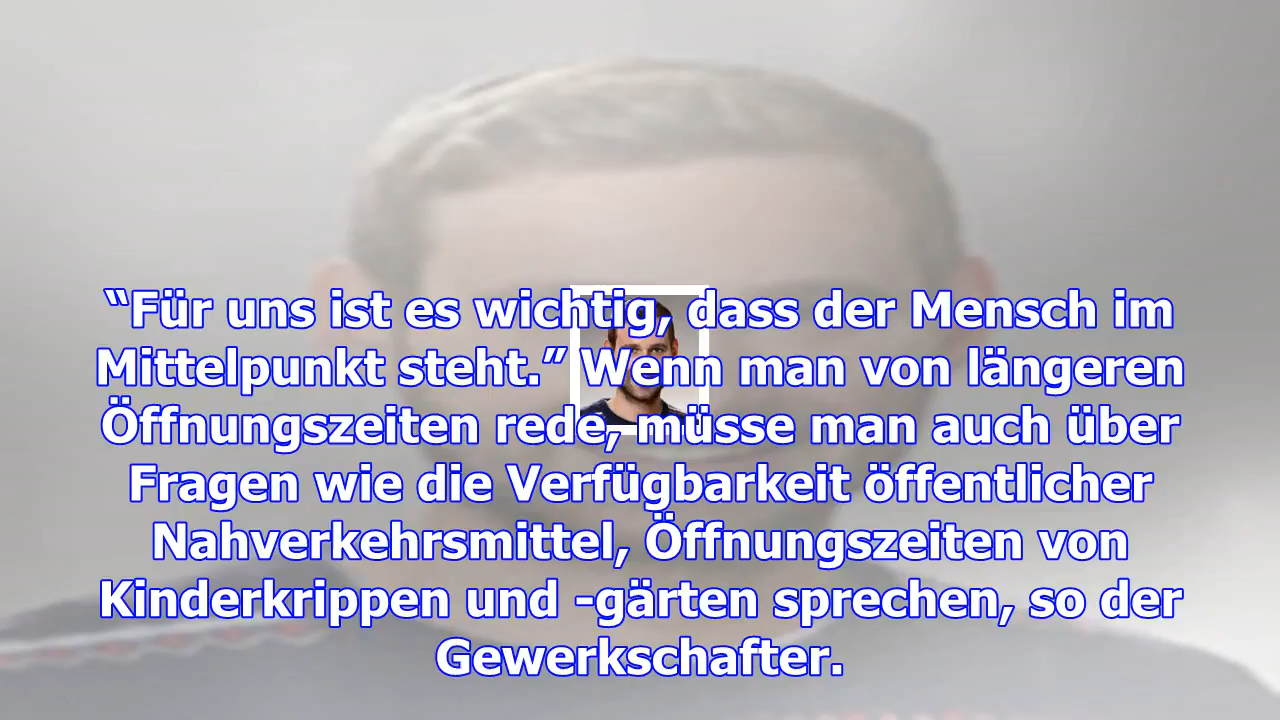 “Für uns ist es wichtig, dass der Mensch im
Mittelpunkt steht.” Wenn man von längeren
Öffnungszeiten rede, müsse man auch über
Fragen wie die Verfügbarkeit öffentlicher
Nahverkehrsmittel, Öffnungszeiten von
Kinderkrippen und -gärten sprechen, so der
Gewerkschafter.